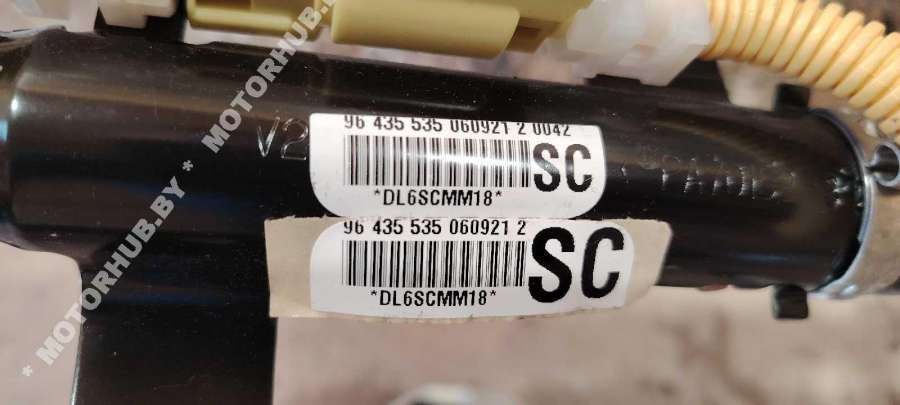 MOTORHUB.BY * MOTORHUB.BY * MOTORHUB.BY
V2
96 435 535 060921 2 0042
SC
*DL6SCMM18*
96 435 535 060921 2
SC
*DL6SCMM18*